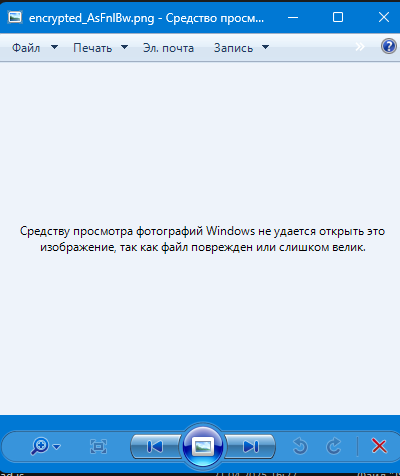 encrypted_AsFnIBw.png - Средство просм...
Файл Печать Эл. почта Запись »
Средству просмотра фотографий Windows не удается открыть это
изображение, так как файл поврежден или слишком велик.